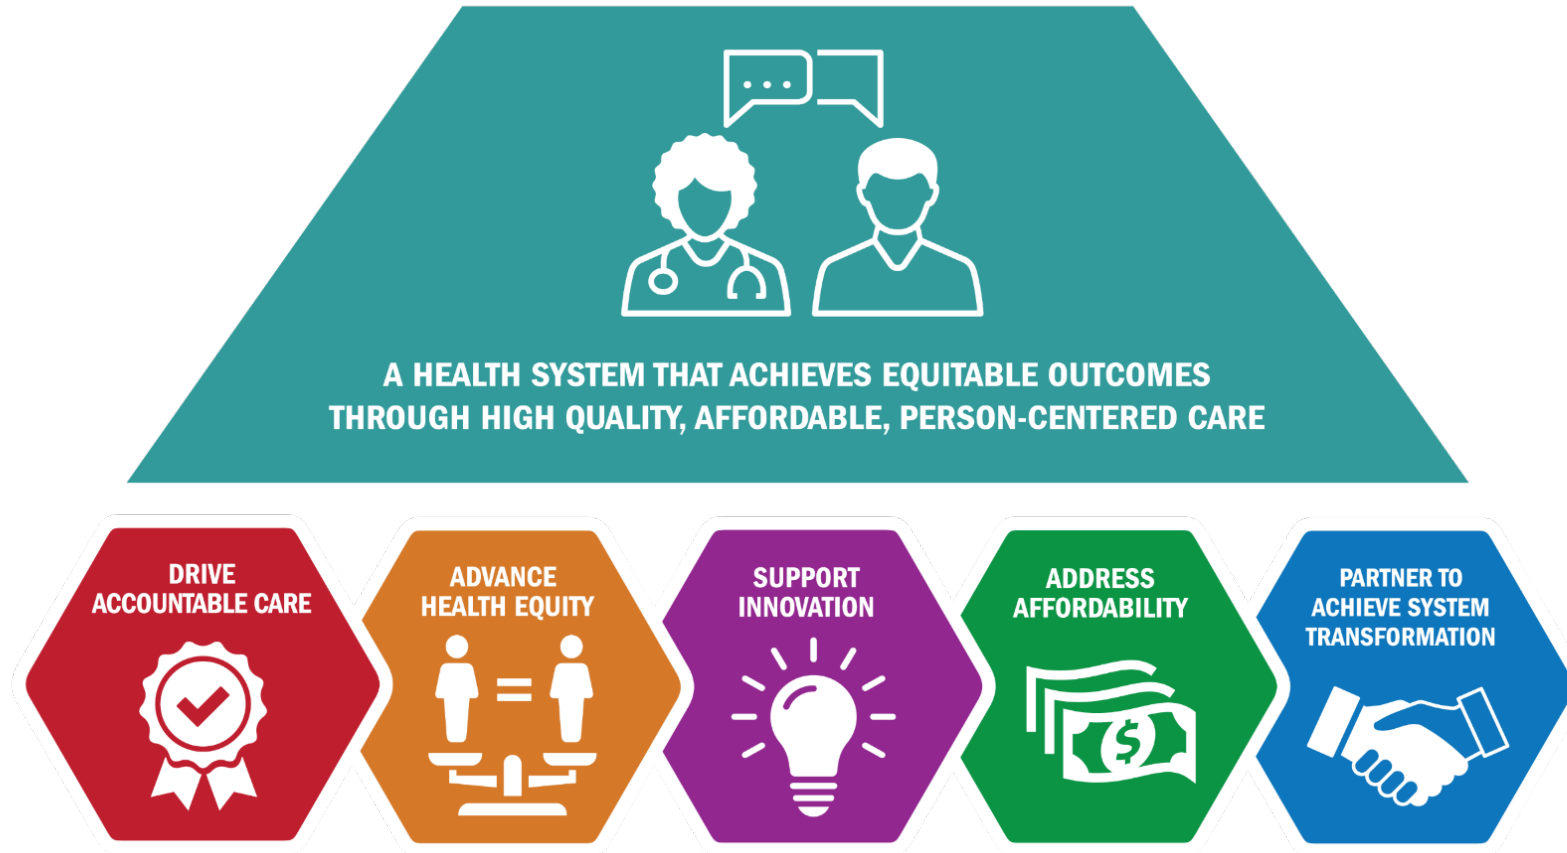 A HEALTH SYSTEM THAT ACHIEVES EQUITABLE OUTCOMES
THROUGH HIGH QUALITY, AFFORDABLE, PERSON-CENTERED CARE
DRIVE
ACCOUNTABLE CARE
ADVANCE
HEALTH EQUITY
SUPPORT
INNOVATION
ADDRESS
AFFORDABILITY
$
PARTNER TO
ACHIEVE SYSTEM
TRANSFORMATION